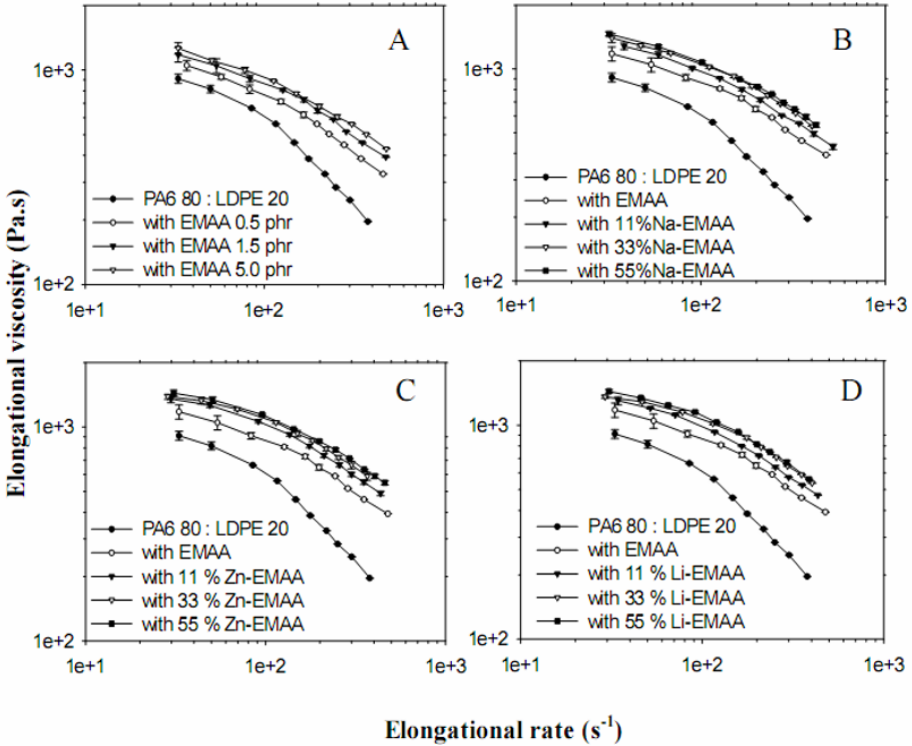 Elongational viscosity (Pa.s)
A
1e+3
1e+2
PA6 80 : LDPE 20
with EMAA 0.5 phr
with EMAA 1.5 phr
with EMAA 5.0 phr
1e+1
1e+2
1e+3
B
1e+3
1e+2
PA6 80 : LDPE 20
with EMAA
with 11%Na-EMAA
with 33%Na-EMAA
with 55%Na-EMAA
1e+1
1e+2
1e+3
C
1e+3
1e+2
PA6 80 : LDPE 20
with EMAA
with 11 % Zn-EMAA
with 33 % Zn-EMAA
with 55 % Zn-EMAA
1e+1
1e+2
1e+3
D
1e+3
1e+2
PA6 80 : LDPE 20
with EMAA
with 11 % Li-EMAA
with 33 % Li-EMAA
with 55 % Li-EMAA
1e+1
1e+2
1e+3
Elongational rate (s⁻¹)